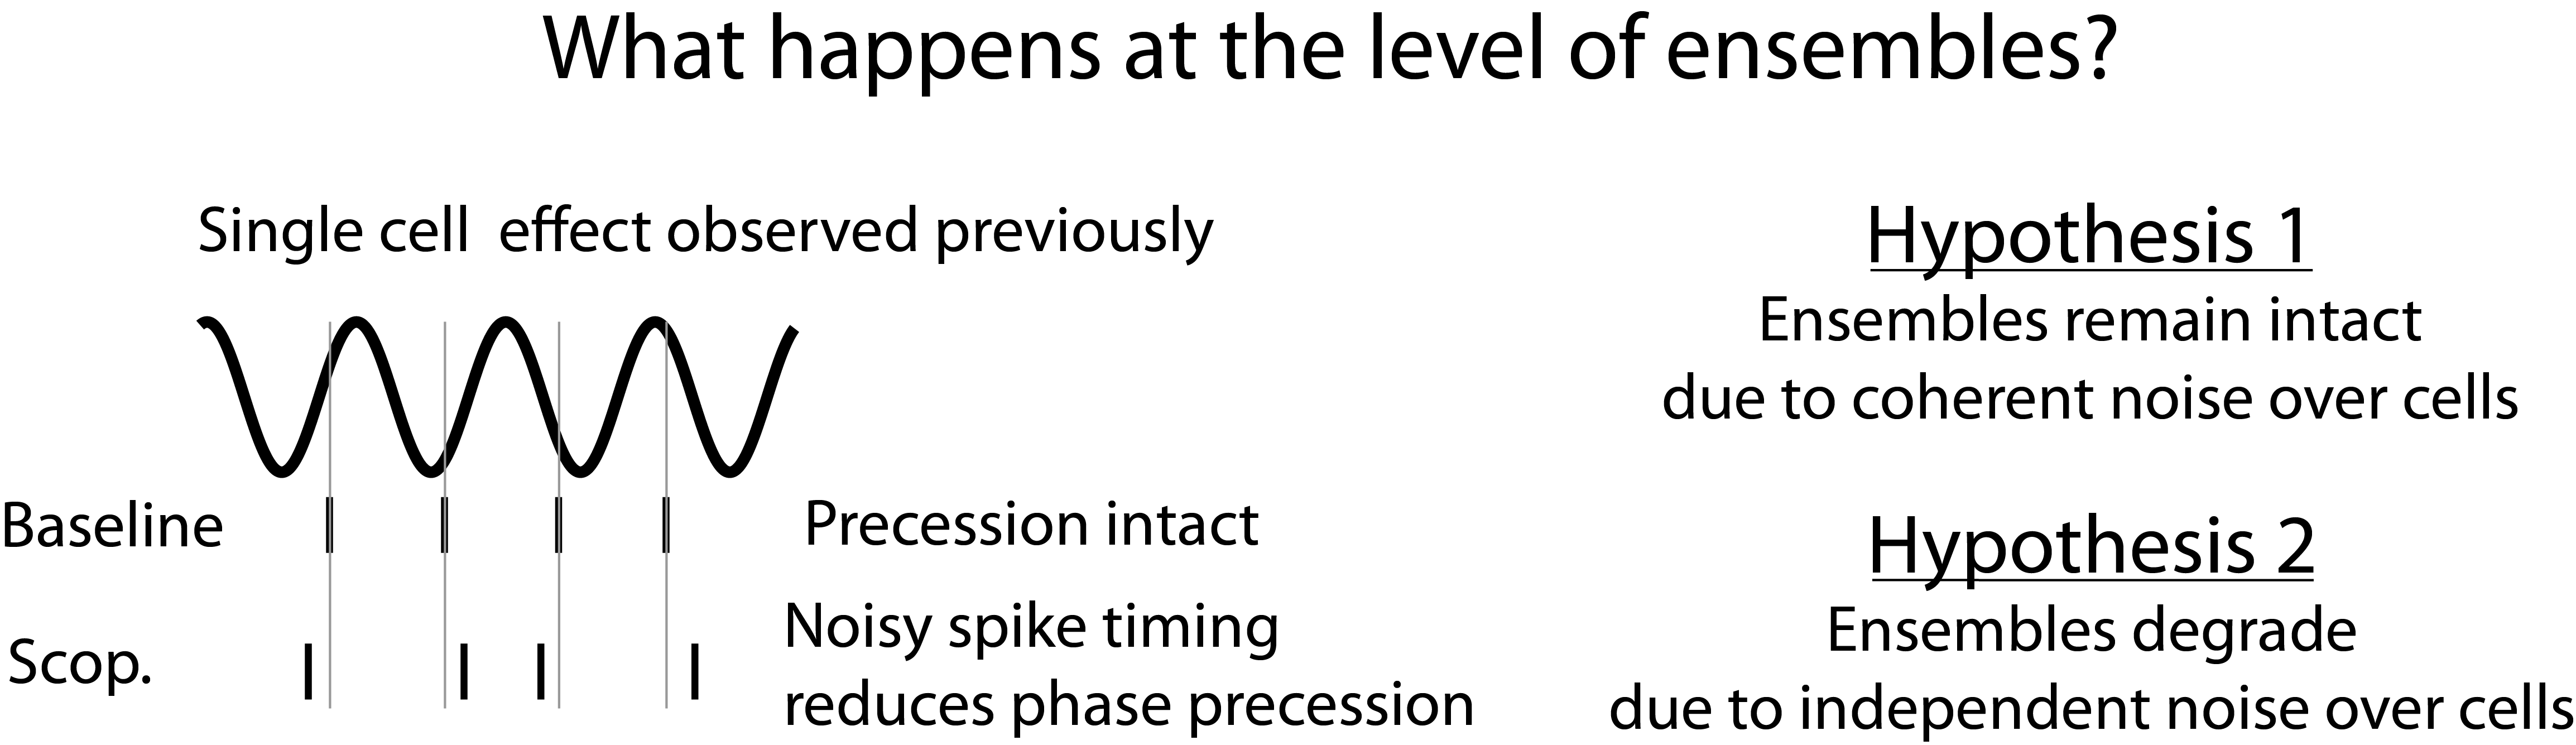 What happens at the level of ensembles?
Single cell effect observed previously
Baseline
Precession intact
Scop.
Noisy spike timing
reduces phase precession
Hypothesis 1
Ensembles remain intact
due to coherent noise over cells
Hypothesis 2
Ensembles degrade
due to independent noise over cells